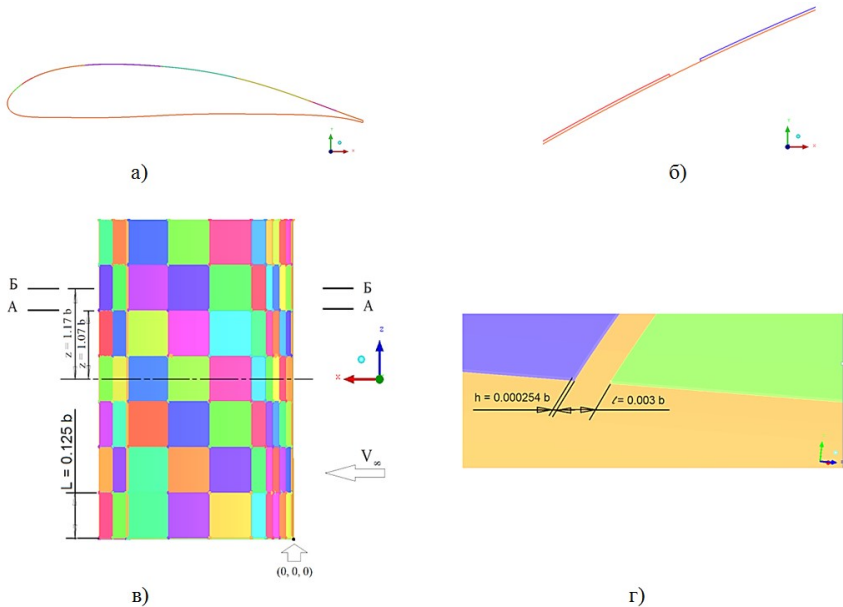 а)
б)
Б
А
Б
А
z = 1.17 b
z = 1.07 b
L = 0.125 b
z
x
V∞
(0, 0, 0)
h = 0.000254 b
ℓ = 0.003 b
в)
г)